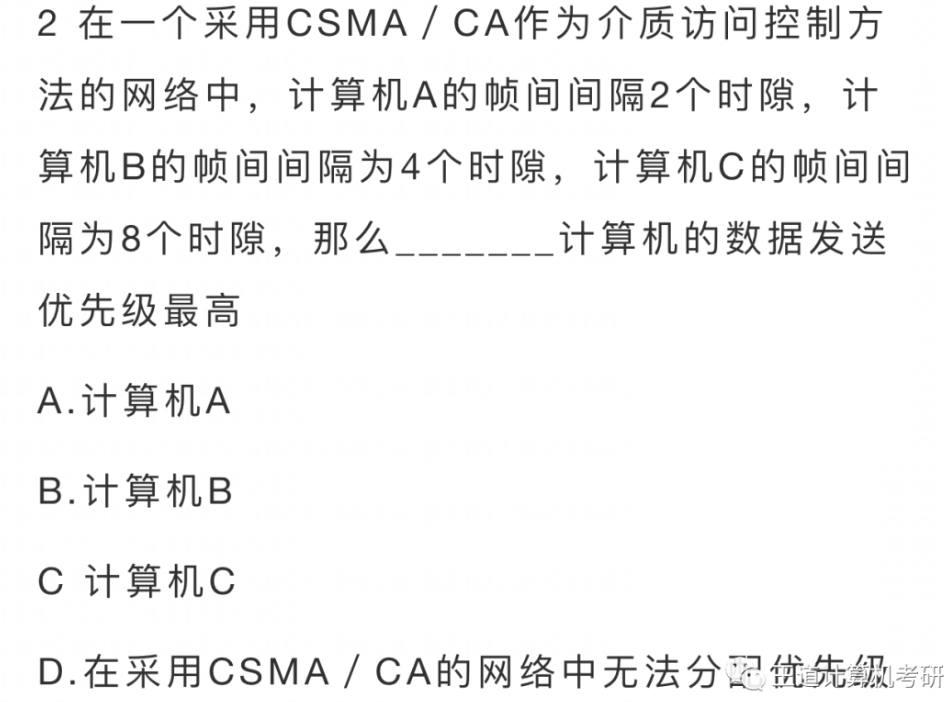 2 在一个采用CSMA／CA作为介质访问控制方
法的网络中，计算机A的帧间间隔2个时隙，计
算机B的帧间间隔为4个时隙，计算机C的帧间间
隔为8个时隙，那么_______计算机的数据发送
优先级最高
A.计算机A
B.计算机B
C 计算机C
D.在采用CSMA／CA的网络中无法分配优先级
王道计算机考研